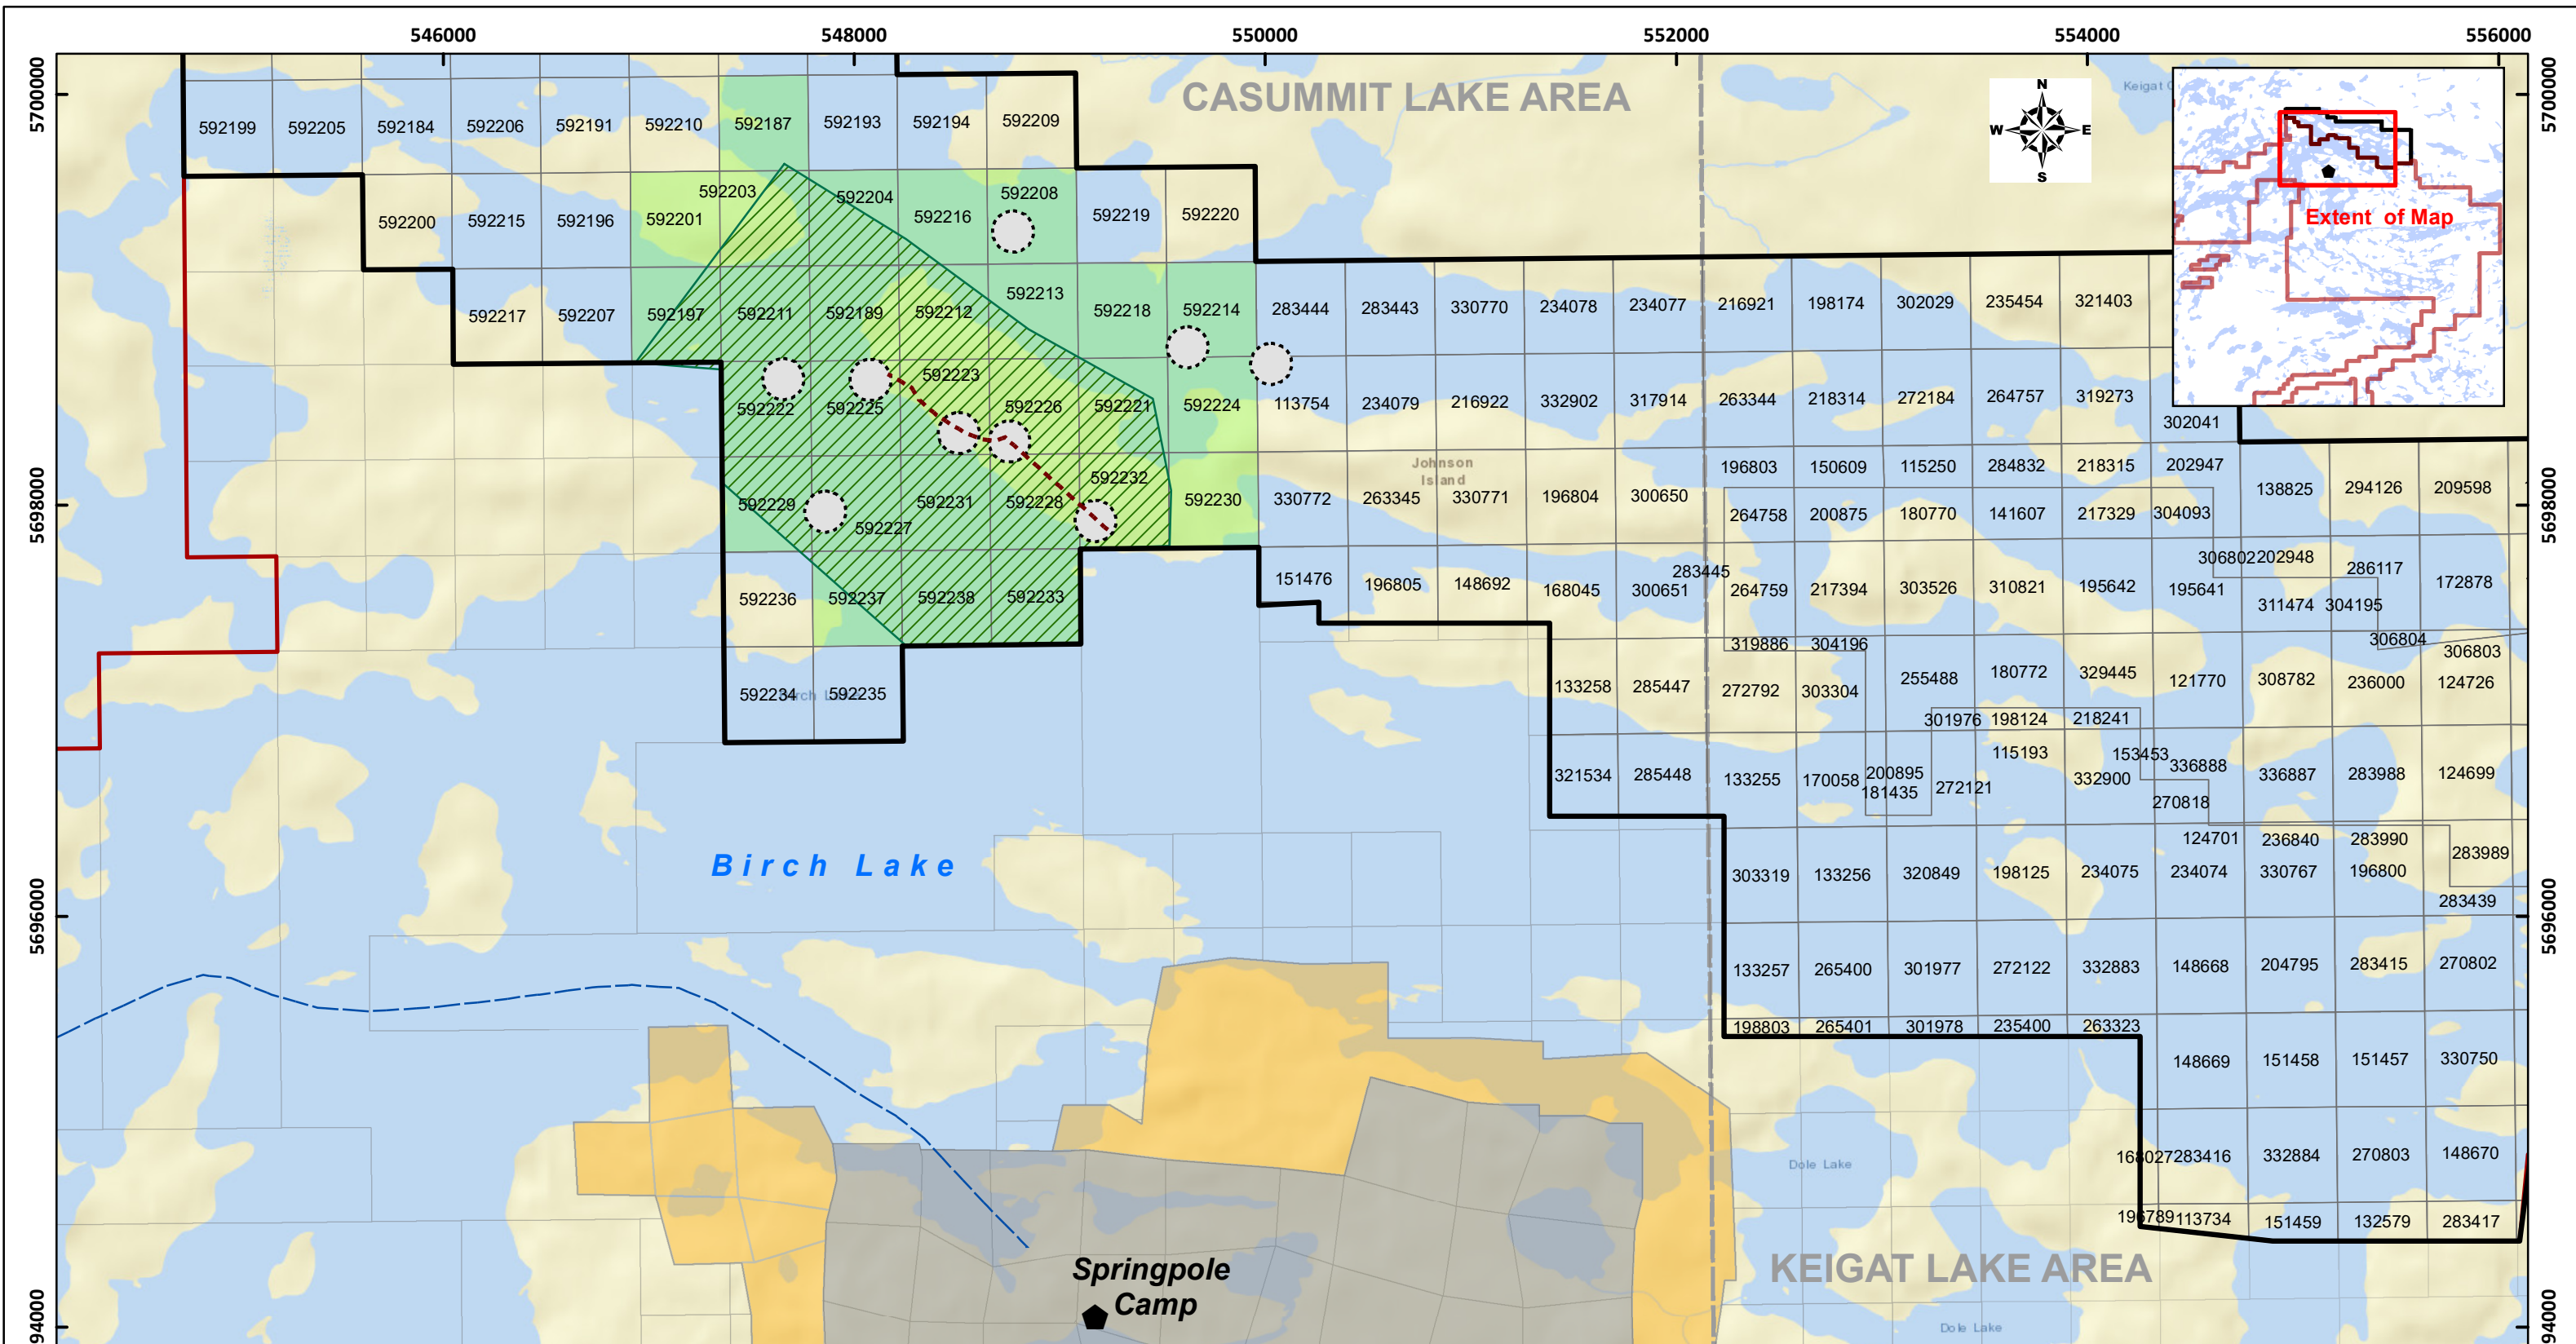 546000 548000 550000 552000 554000 556000
5700000 5700000
CASUMMIT LAKE AREA
Keigat
N
W E
S
Extent of Map
592199 592205 592184 592206 592191 592210 592187 592193 592194 592209
592203 592204 592208
592200 592215 592196 592201 592216 592219 592220
592213
592217 592207 592197 592211 592189 592212 592218 592214 283444 283443 330770 234078 234077 216921 198174 302029 235454 321403
592223
592222 592225 592226 592221 592224 113754 234079 216922 332902 317914 263344 218314 272184 264757 319273
302041
Johnson
Island
196803 150609 115250 284832 218315 202947
592232
5698000 5698000
592229 592227 592231 592228 592230 330772 263345 330771 196804 300650
138825 294126 209598
264758 200875 180770 141607 217329 304093
306802 202948 286117
283445
592236 592237 592238 592233 151476 196805 148692 168045 300651 264759 217394 303526 310821 195642 195641 172878
311474 304195
319886 304196 306804 306803
592234 592235
133258 285447 272792 303304 255488 180772 329445 121770 308782 236000 124726
301976 198124 218241
115193 153453
321534 285448 133255 170058 200895 332900 336888 336887 283988 124699
181435 272121 270818
124701 236840 283990 283989
Birch Lake
303319 133256 320849 198125 234075 234074 330767 196800
283439
5696000 5696000
133257 265400 301977 272122 332883 148668 204795 283415 270802
198803 265401 301978 235400 263323
148669 151458 151457 330750
168027 283416 332884 270803 148670
Dole Lake
196789 113734 151459 132579 283417
Springpole
Camp
KEIGAT LAKE AREA
Dole Lake
94000 94000